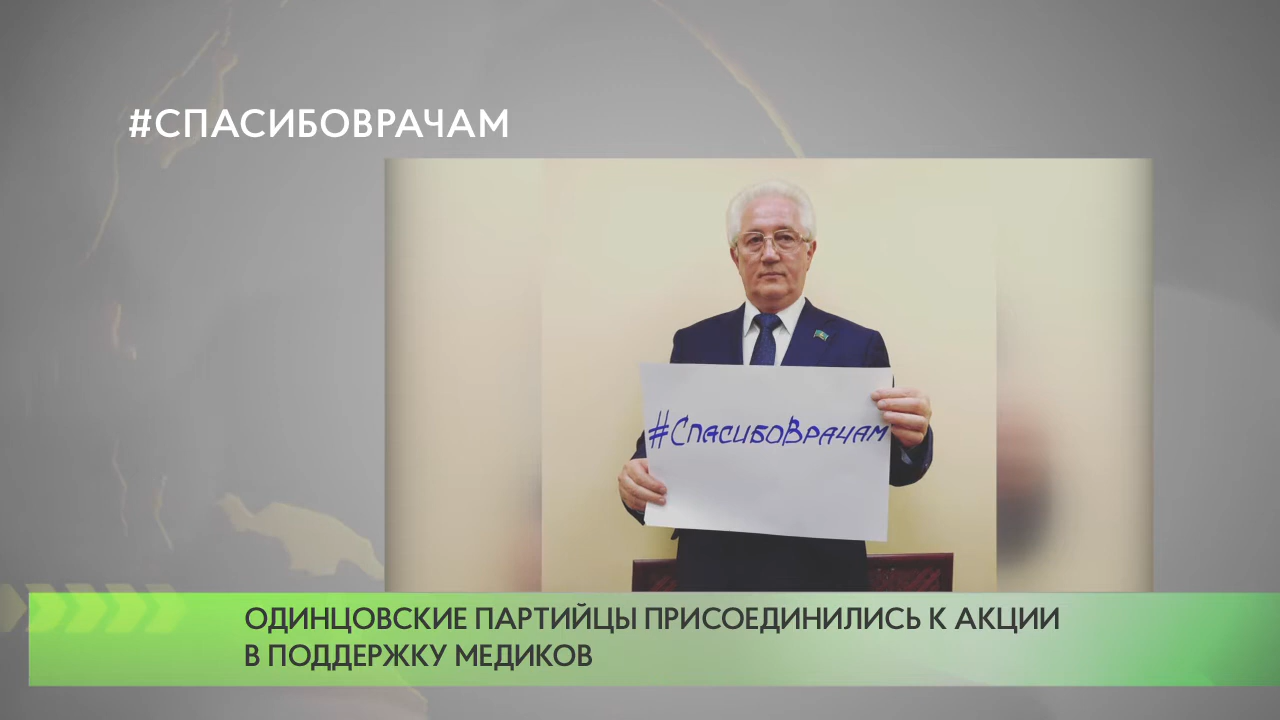 #СПАСИБОВРАЧАМ
#СпасибоВрачам
ОДИНЦОВСКИЕ ПАРТИЙЦЫ ПРИСОЕДИНИЛИСЬ К АКЦИИ
В ПОДДЕРЖКУ МЕДИКОВ